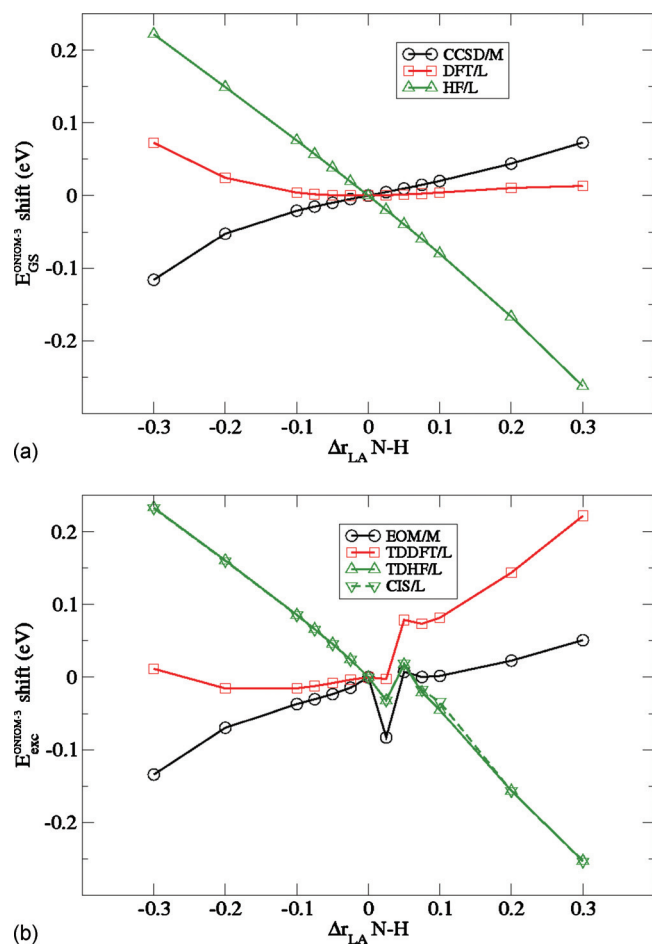 0.2
0.1
0
-0.1
-0.2
E_GS^ONIOM-3 shift (eV)
CCSD/M
DFT/L
HF/L
-0.3 -0.2 -0.1 0 0.1 0.2 0.3
Δr_LA N-H
(a)
0.2
0.1
0
-0.1
-0.2
E_exc^ONIOM-3 shift (eV)
EOM/M
TDDFT/L
TDHF/L
CIS/L
-0.3 -0.2 -0.1 0 0.1 0.2 0.3
Δr_LA N-H
(b)